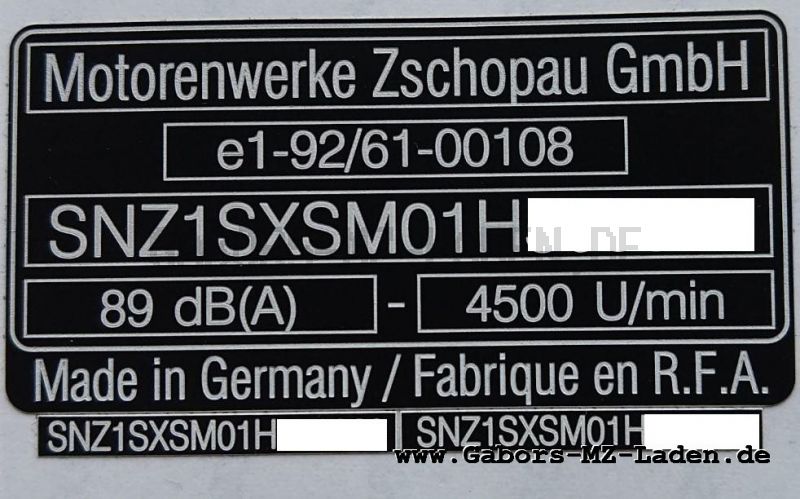 Motorenwerke Zschopau GmbH
e1-92/61-00108
SNZ1SXSM01H
89 dB(A) - 4500 U/min
Made in Germany / Fabrique en R.F.A.
SNZ1SXSM01H SNZ1SXSM01H
www.Gabors-MZ-Laden.de